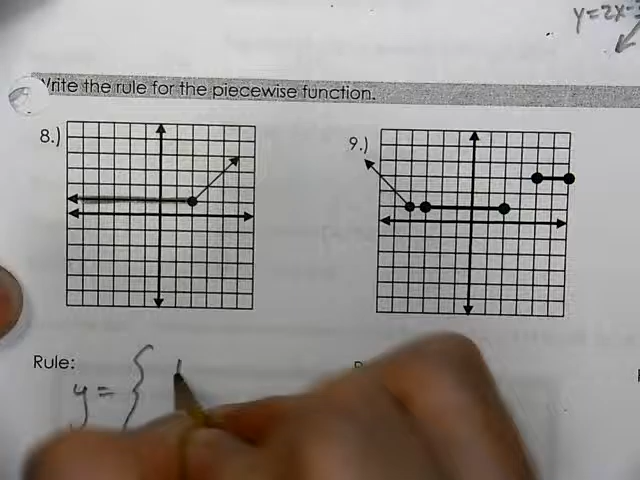 y=2x-
Write the rule for the piecewise function.
8.) 9.)
Rule:
y = {